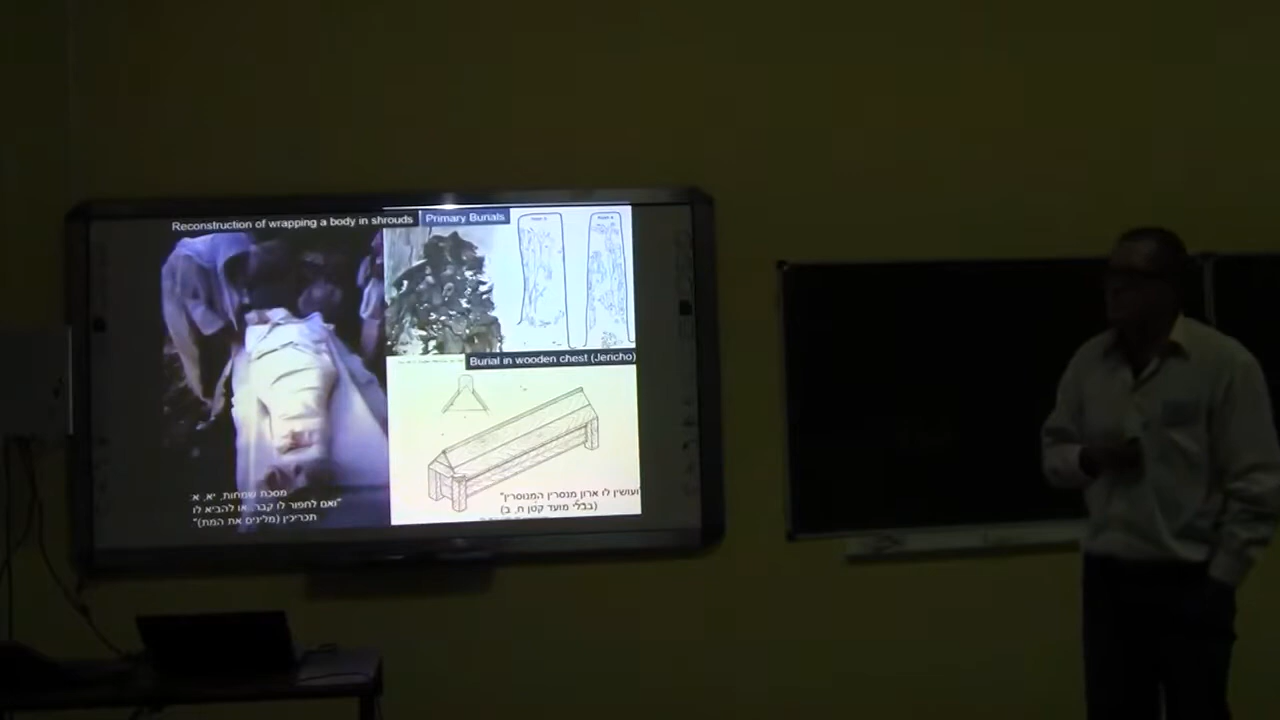 Reconstruction of wrapping a body in shrouds
Primary Burials
Burial in wooden chest (Jericho)
מסכת שמחות, יא, א:
"ואם לחפור לו קבר או להביא לו
תכריכין (מלינים את המת)"
"ועושין לו ארון מנסרין המנוסרין"
(בבלי מועד קטן ח, ב)